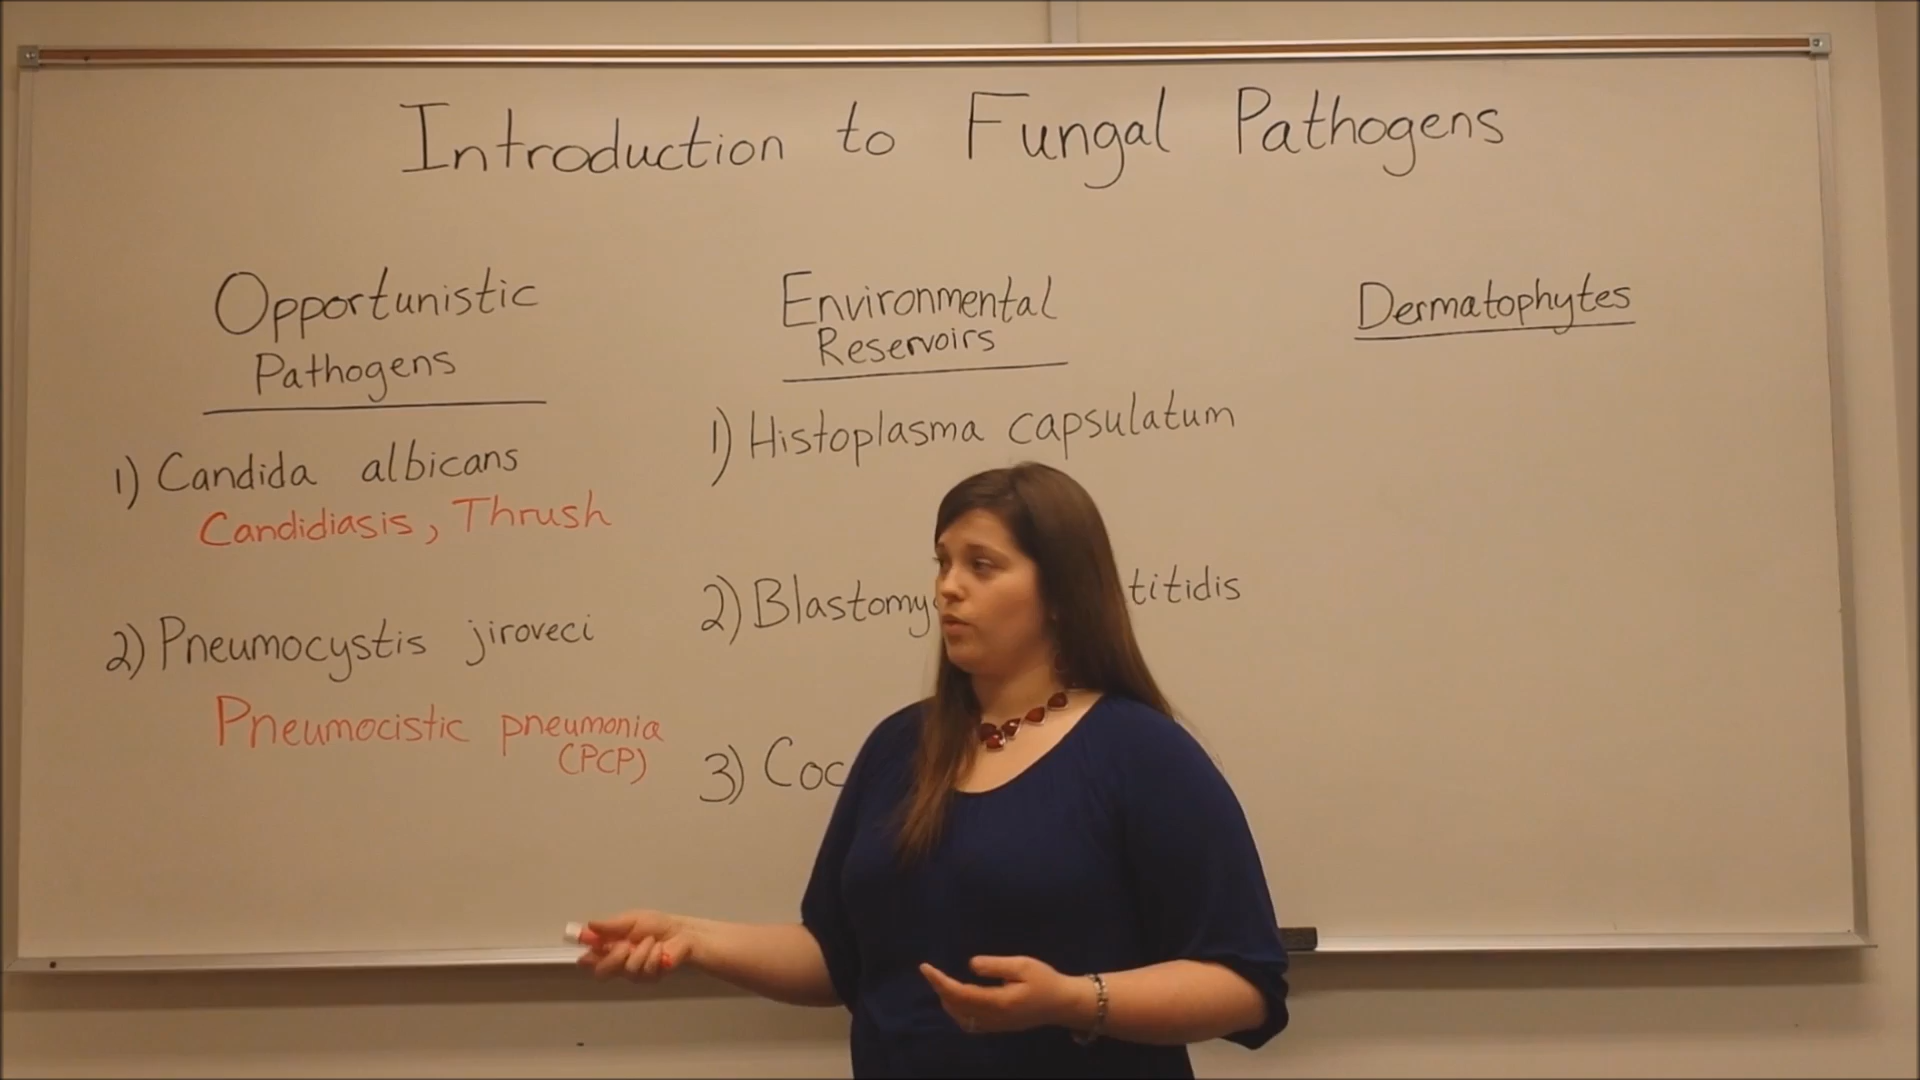 Introduction to Fungal Pathogens
Opportunistic
Pathogens
1) Candida albicans
Candidiasis, Thrush
2) Pneumocystis jiroveci
Pneumocistic pneumonia
(PCP)
Environmental
Reservoirs
1) Histoplasma capsulatum
2) Blastomy titidis
3) Coc
Dermatophytes